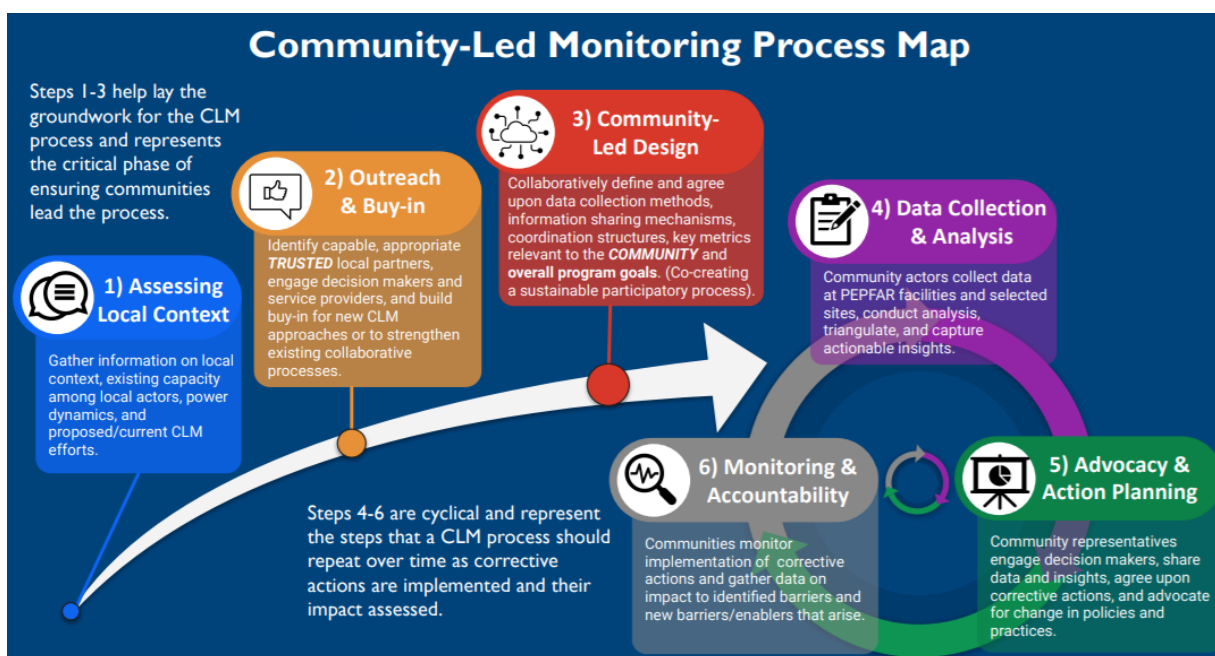 Community-Led Monitoring Process Map
Steps 1-3 help lay the
groundwork for the CLM
process and represents
the critical phase of
ensuring communities
lead the process.
1) Assessing
Local Context
Gather information on local
context, existing capacity
among local actors, power
dynamics, and
proposed/current CLM
efforts.
2) Outreach
& Buy-in
Identify capable, appropriate
TRUSTED local partners,
engage decision makers and
service providers, and build
buy-in for new CLM
approaches or to strengthen
existing collaborative
processes.
3) Community-
Led Design
Collaboratively define and agree
upon data collection methods,
information sharing mechanisms,
coordination structures, key metrics
relevant to the COMMUNITY and
overall program goals. (Co-creating
a sustainable participatory process).
4) Data Collection
& Analysis
Community actors collect data
at PEPFAR facilities and selected
sites, conduct analysis,
triangulate, and capture
actionable insights.
5) Advocacy &
Action Planning
Community representatives
engage decision makers, share
data and insights, agree upon
corrective actions, and advocate
for change in policies and
practices.
6) Monitoring &
Accountability
Communities monitor
implementation of corrective
actions and gather data on
impact to identified barriers and
new barriers/enablers that arise.
Steps 4-6 are cyclical and represent
the steps that a CLM process should
repeat over time as corrective
actions are implemented and their
impact assessed.